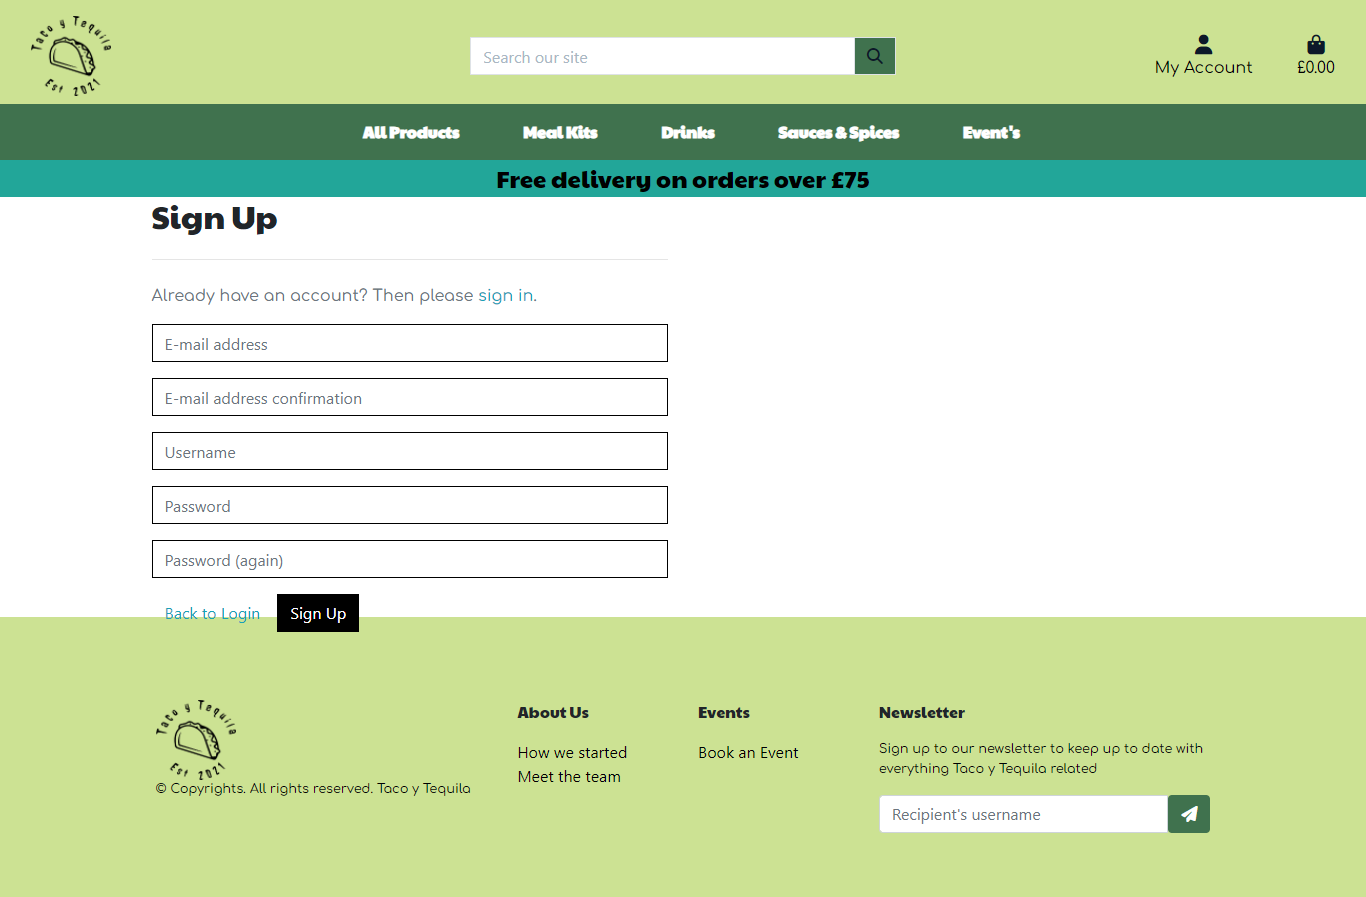 Taco y Tequila
Est 2021
Search our site
My Account
£0.00
All Products
Meal Kits
Drinks
Sauces & Spices
Event's
Free delivery on orders over £75
Sign Up
Already have an account? Then please sign in.
E-mail address
E-mail address confirmation
Username
Password
Password (again)
Back to Login
Sign Up
Taco y Tequila
Est 2021
© Copyrights. All rights reserved. Taco y Tequila
About Us
How we started
Meet the team
Events
Book an Event
Newsletter
Sign up to our newsletter to keep up to date with
everything Taco y Tequila related
Recipient's username